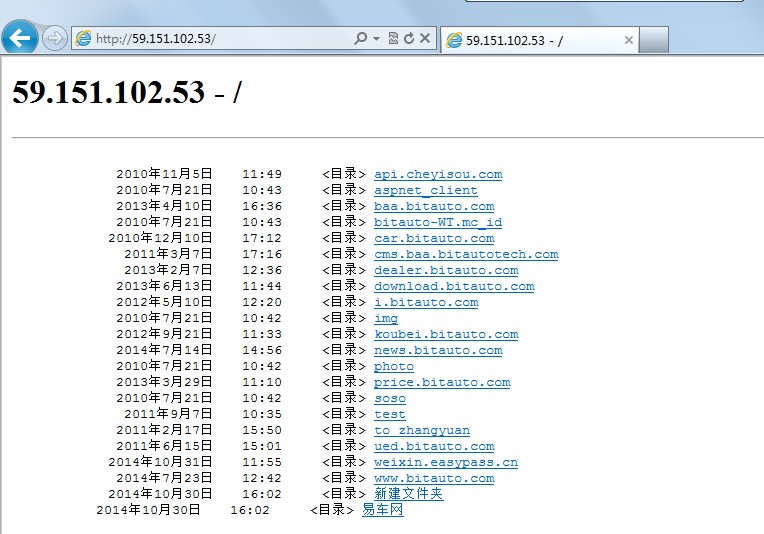 http://59.151.102.53/
59.151.102.53 - /
59.151.102.53 - /
2010年11月5日 11:49 <目录> api.cheyisou.com
2010年7月21日 10:43 <目录> aspnet_client
2013年4月10日 16:36 <目录> baa.bitauto.com
2010年7月21日 10:43 <目录> bitauto-WT.mc_id
2010年12月10日 17:12 <目录> car.bitauto.com
2011年3月7日 17:16 <目录> cms.baa.bitautotech.com
2013年2月7日 12:36 <目录> dealer.bitauto.com
2013年6月13日 11:44 <目录> download.bitauto.com
2012年5月10日 12:20 <目录> i.bitauto.com
2010年7月21日 10:42 <目录> img
2012年9月21日 11:33 <目录> koubei.bitauto.com
2014年7月14日 14:56 <目录> news.bitauto.com
2010年7月21日 10:42 <目录> photo
2013年3月29日 11:10 <目录> price.bitauto.com
2010年7月21日 10:42 <目录> soso
2011年9月7日 10:35 <目录> test
2011年2月17日 15:50 <目录> to_zhangyuan
2011年6月15日 15:01 <目录> ued.bitauto.com
2014年10月31日 11:55 <目录> weixin.easypass.cn
2014年7月23日 12:42 <目录> www.bitauto.com
2014年10月30日 16:02 <目录> 新建文件夹
2014年10月30日 16:02 <目录> 易车网